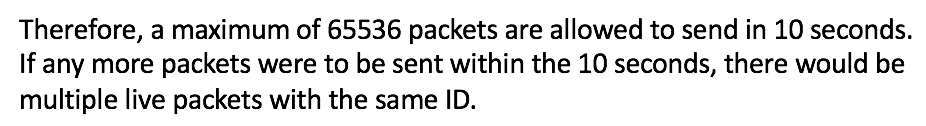 Therefore, a maximum of 65536 packets are allowed to send in 10 seconds.
If any more packets were to be sent within the 10 seconds, there would be
multiple live packets with the same ID.